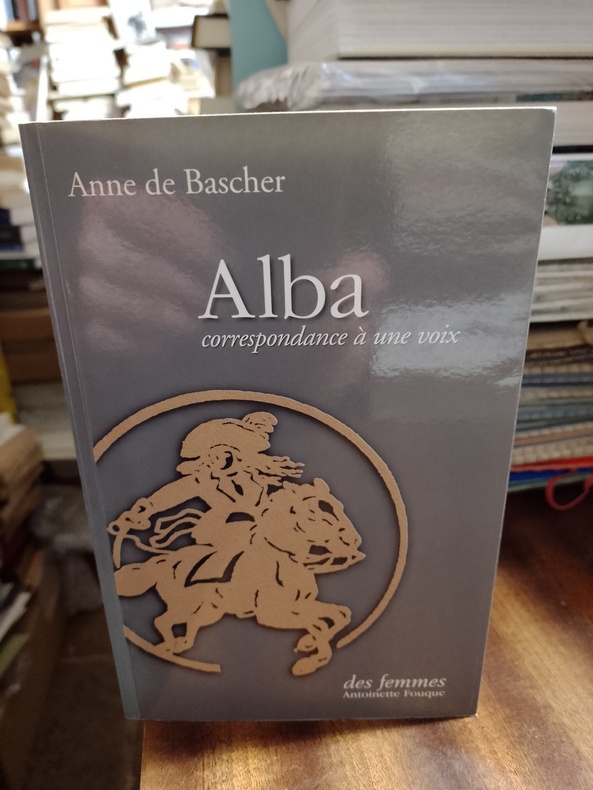 Anne de Bascher
Alba
correspondance à une voix
des femmes
Antoinette Fouque